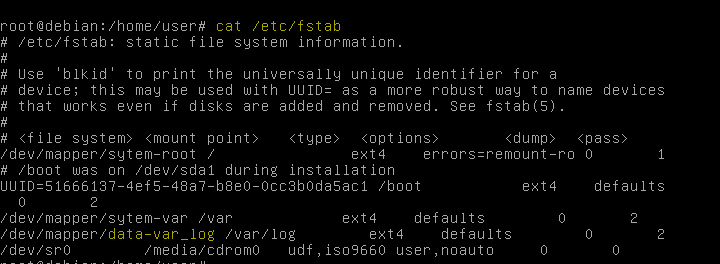 root@debian:/home/user# cat /etc/fstab
# /etc/fstab: static file system information.
#
# Use 'blkid' to print the universally unique identifier for a
# device; this may be used with UUID= as a more robust way to name devices
# that works even if disks are added and removed. See fstab(5).
#
# <file system> <mount point>   <type>  <options>       <dump>  <pass>
/dev/mapper/sytem-root /               ext4    errors=remount-ro 0       1
# /boot was on /dev/sda1 during installation
UUID=51666137-4ef5-48a7-b8e0-0cc3b0da5ac1 /boot           ext4    defaults
  0       2
/dev/mapper/sytem-var /var            ext4    defaults        0       2
/dev/mapper/data-var_log /var/log        ext4    defaults        0       2
/dev/sr0        /media/cdrom0   udf,iso9660 user,noauto     0       0
root@debian:/home/user#